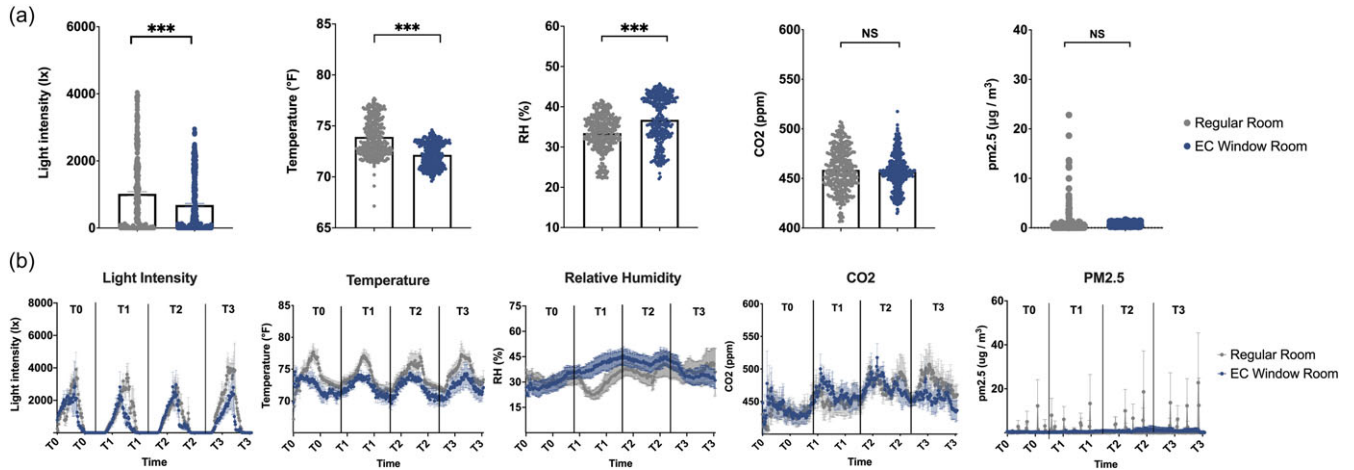 (a)
Light intensity (lx)
6000
4000
2000
0
***
Temperature (°F)
85
80
75
70
65
***
RH (%)
60
50
40
30
20
10
***
CO2 (ppm)
600
550
500
450
400
NS
pm2.5 (µg / m³)
40
30
20
10
0
NS
Regular Room
EC Window Room
(b)
Light Intensity
Light intensity (lx)
8000
6000
4000
2000
T0 T1 T2 T3
T0 T0 T1 T1 T2 T2 T3 T3
Time
Temperature
Temperature (°F)
85
80
75
70
T0 T1 T2 T3
T0 T0 T1 T1 T2 T2 T3 T3
Time
Relative Humidity
RH (%)
75
60
45
30
15
T0 T1 T2 T3
T0 T0 T1 T1 T2 T2 T3 T3
Time
CO2
CO2 (ppm)
600
550
500
450
T0 T1 T2 T3
T0 T0 T1 T1 T2 T2 T3 T3
Time
PM2.5
pm2.5 (ug / m³)
60
40
20
0
T0 T1 T2 T3
T0 T0 T1 T1 T2 T2 T3 T3
Time
Regular Room
EC Window Room